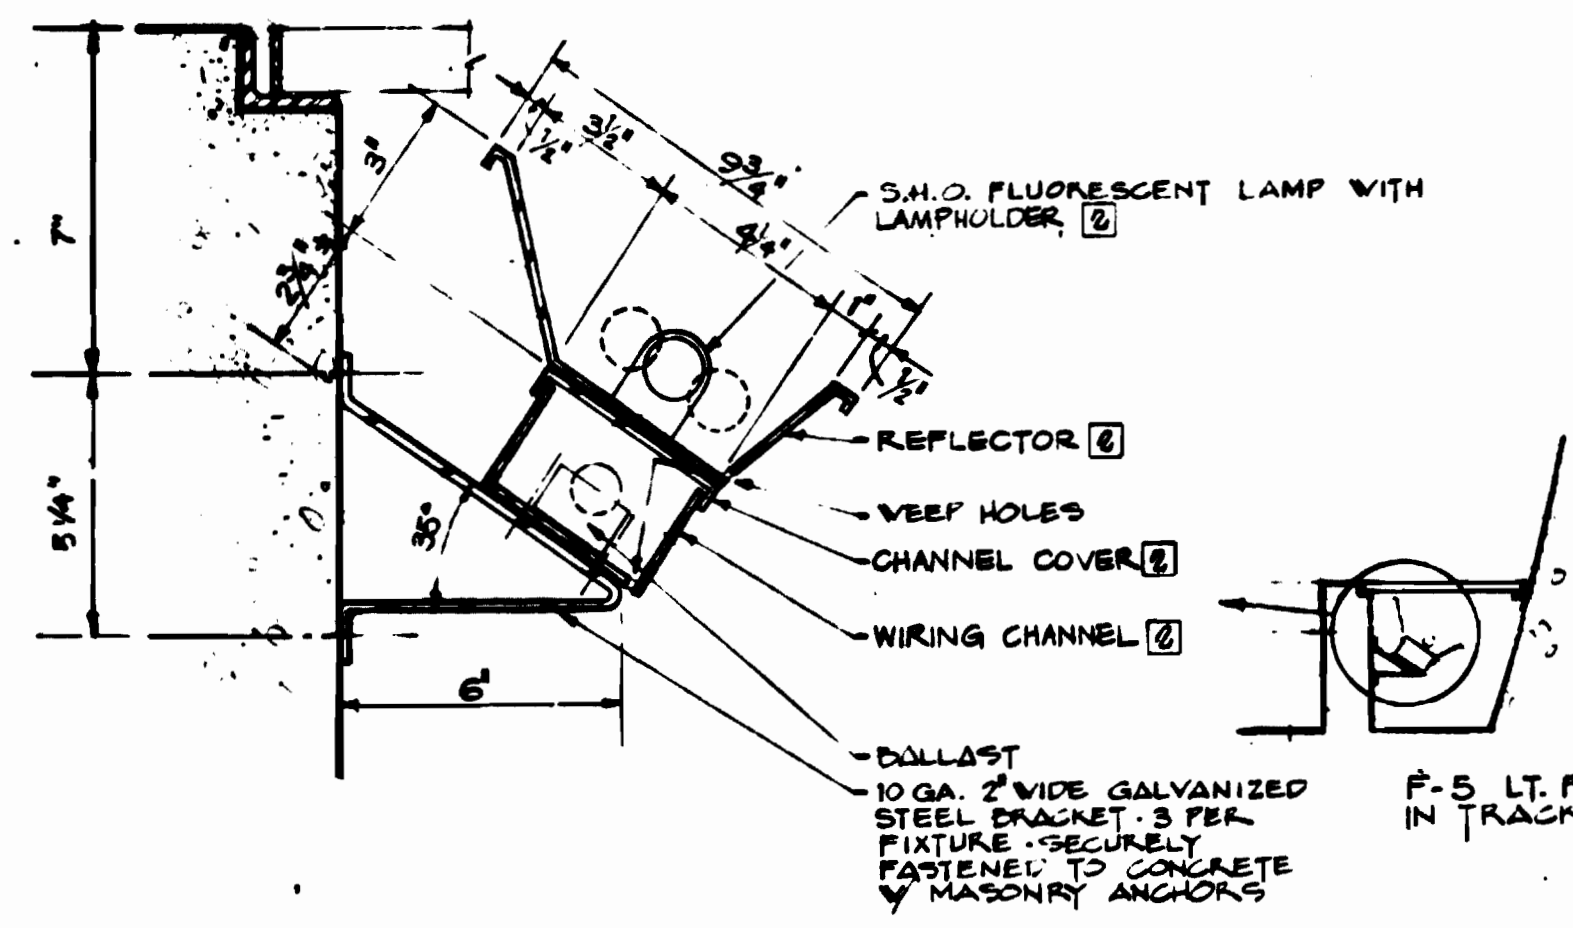 7"
5 1/4"
3"
2 3/4"
1/2"
3 1/2"
9 3/4"
4 1/4"
1"
1/2"
35°
6"
S.H.O. FLUORESCENT LAMP WITH
LAMPHOLDER 2
REFLECTOR 2
WEEP HOLES
CHANNEL COVER 2
WIRING CHANNEL 2
BALLAST
10 GA. 2" WIDE GALVANIZED
STEEL BRACKET · 3 PER
FIXTURE · SECURELY
FASTENED TO CONCRETE
W/ MASONRY ANCHORS
F-5 LT. F
IN TRACK